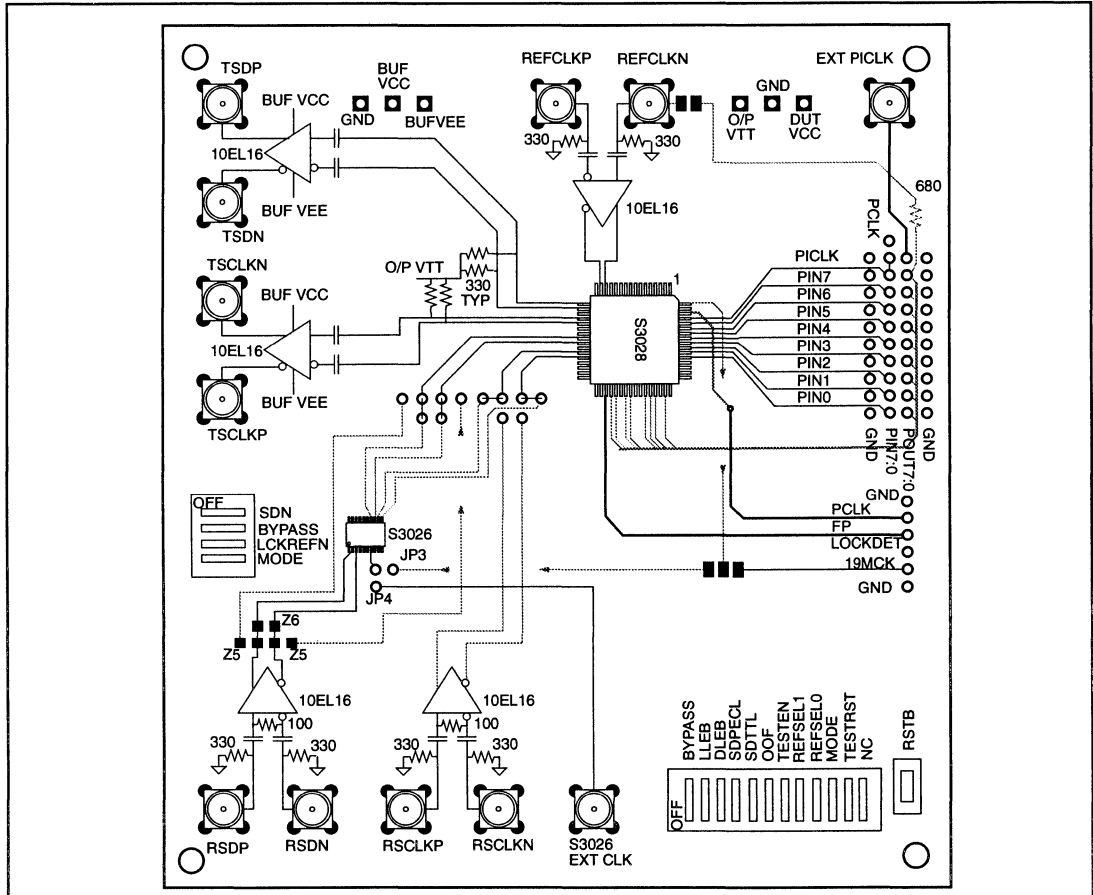 TSDP
BUF VCC
BUF
VCC
GND
BUFVEE
10EL16
BUF VEE
TSDN
REFCLKP
REFCLKN
330
330
10EL16
O/P
VTT
GND
DUT
VCC
EXT PICLK
680
PCLK
TSCLKN
BUF VCC
10EL16
BUF VEE
TSCLKP
O/P VTT
330
TYP
1
S3028
PICLK
PIN7
PIN6
PIN5
PIN4
PIN3
PIN2
PIN1
PIN0
GND
PIN7:0
POUT7:0
GND
GND
PCLK
FP
LOCKDET
19MCK
GND
OFF
SDN
BYPASS
LCKREFN
MODE
S3026
JP3
JP4
Z6
Z5
Z5
10EL16
100
330
330
RSDP
RSDN
10EL16
100
330
330
RSCLKP
RSCLKN
S3026
EXT CLK
BYPASS
LLEB
DLEB
SDPECL
SDTTL
OOF
TESTEN
REFSEL1
REFSEL0
MODE
TESTRST
NC
OFF
RSTB